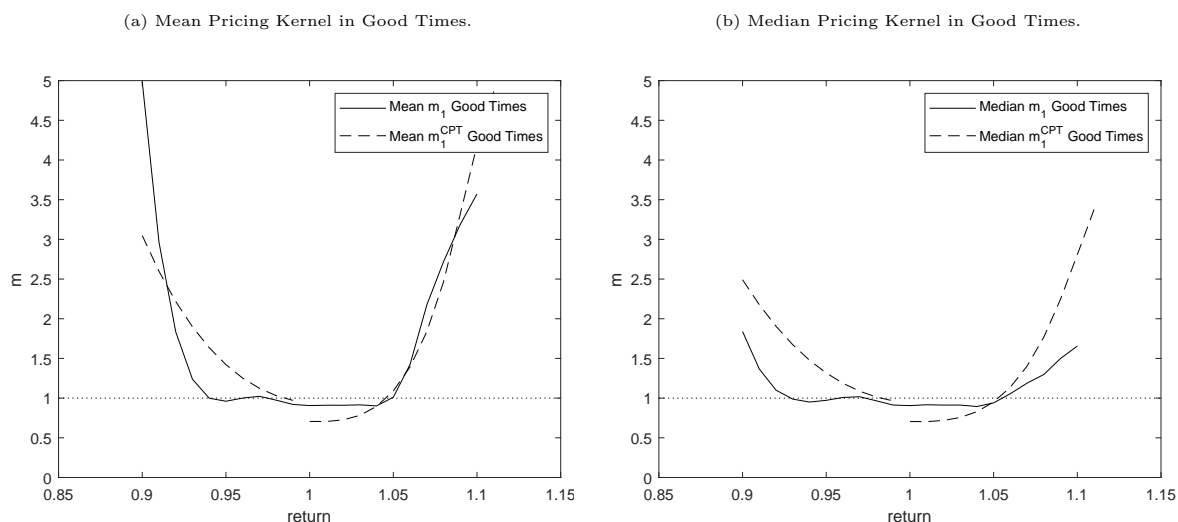 (a) Mean Pricing Kernel in Good Times.
5
4.5
4
3.5
3
2.5
2
1.5
1
0.5
0
m
0.85 0.9 0.95 1 1.05 1.1 1.15
return
Mean m1 Good Times
Mean m1CPT Good Times
(b) Median Pricing Kernel in Good Times.
5
4.5
4
3.5
3
2.5
2
1.5
1
0.5
0
m
0.85 0.9 0.95 1 1.05 1.1 1.15
return
Median m1 Good Times
Median m1CPT Good Times